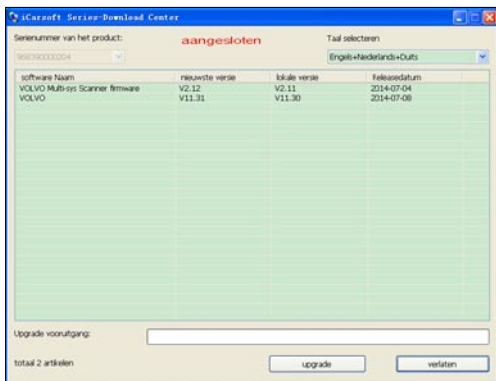 iCarsoft Series-Download Center
Serienummer van het product:
aangesloten
Taal selecteren
Engels+Nederlands+Duits
software Naam nieuwste versie lokale versie Releasedatum
VOLVO Multi-sys Scanner firmware V2.12 V2.11 2014-07-04
VOLVO V11.31 V11.30 2014-07-08
Upgrade vooruitgang:
totaal 2 artikelen
upgrade
verlaten